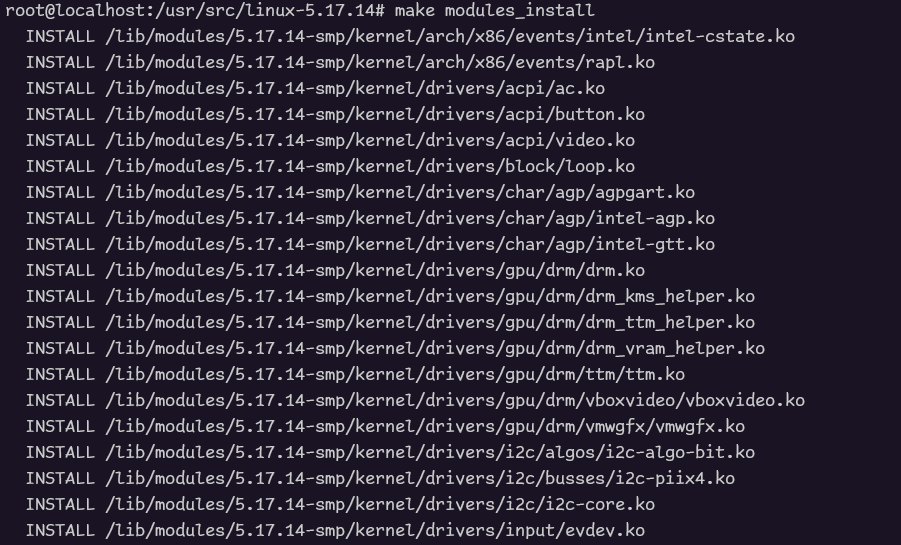 root@localhost:/usr/src/linux-5.17.14# make modules_install
INSTALL /lib/modules/5.17.14-smp/kernel/arch/x86/events/intel/intel-cstate.ko
INSTALL /lib/modules/5.17.14-smp/kernel/arch/x86/events/rapl.ko
INSTALL /lib/modules/5.17.14-smp/kernel/drivers/acpi/ac.ko
INSTALL /lib/modules/5.17.14-smp/kernel/drivers/acpi/button.ko
INSTALL /lib/modules/5.17.14-smp/kernel/drivers/acpi/video.ko
INSTALL /lib/modules/5.17.14-smp/kernel/drivers/block/loop.ko
INSTALL /lib/modules/5.17.14-smp/kernel/drivers/char/agp/agpgart.ko
INSTALL /lib/modules/5.17.14-smp/kernel/drivers/char/agp/intel-agp.ko
INSTALL /lib/modules/5.17.14-smp/kernel/drivers/char/agp/intel-gtt.ko
INSTALL /lib/modules/5.17.14-smp/kernel/drivers/gpu/drm/drm.ko
INSTALL /lib/modules/5.17.14-smp/kernel/drivers/gpu/drm/drm_kms_helper.ko
INSTALL /lib/modules/5.17.14-smp/kernel/drivers/gpu/drm/drm_ttm_helper.ko
INSTALL /lib/modules/5.17.14-smp/kernel/drivers/gpu/drm/drm_vram_helper.ko
INSTALL /lib/modules/5.17.14-smp/kernel/drivers/gpu/drm/ttm/ttm.ko
INSTALL /lib/modules/5.17.14-smp/kernel/drivers/gpu/drm/vboxvideo/vboxvideo.ko
INSTALL /lib/modules/5.17.14-smp/kernel/drivers/gpu/drm/vmwgfx/vmwgfx.ko
INSTALL /lib/modules/5.17.14-smp/kernel/drivers/i2c/algos/i2c-algo-bit.ko
INSTALL /lib/modules/5.17.14-smp/kernel/drivers/i2c/busses/i2c-piix4.ko
INSTALL /lib/modules/5.17.14-smp/kernel/drivers/i2c/i2c-core.ko
INSTALL /lib/modules/5.17.14-smp/kernel/drivers/input/evdev.ko